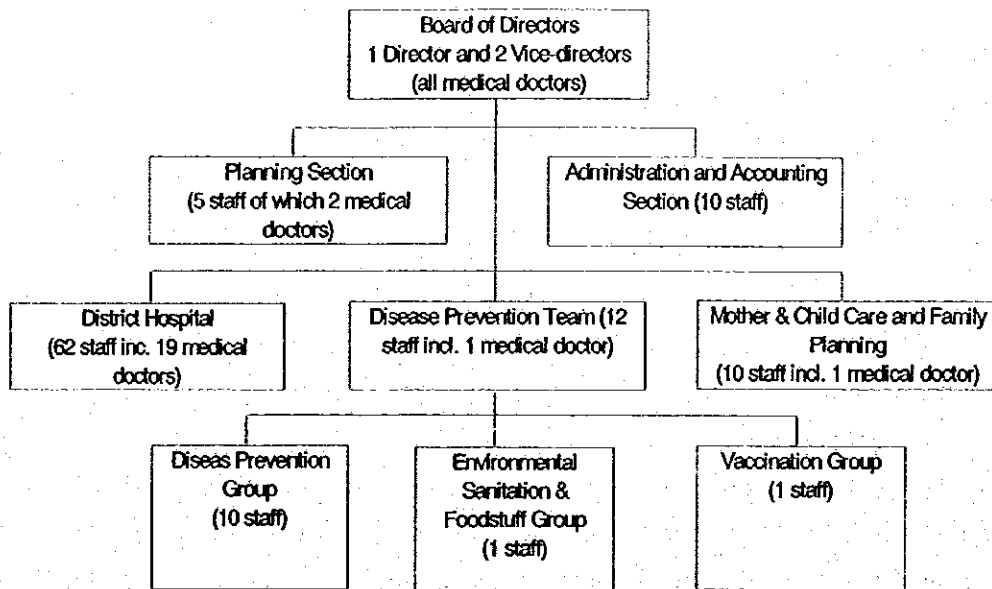 Board of Directors
1 Director and 2 Vice-directors
(all medical doctors)
Planning Section
(5 staff of which 2 medical
doctors)
Administration and Accounting
Section (10 staff)
District Hospital
(62 staff inc. 19 medical
doctors)
Disease Prevention Team (12
staff incl. 1 medical doctor)
Mother & Child Care and Family
Planning
(10 staff incl. 1 medical doctor)
Diseas Prevention
Group
(10 staff)
Environmental
Sanitation &
Foodstuff Group
(1 staff)
Vaccination Group
(1 staff)